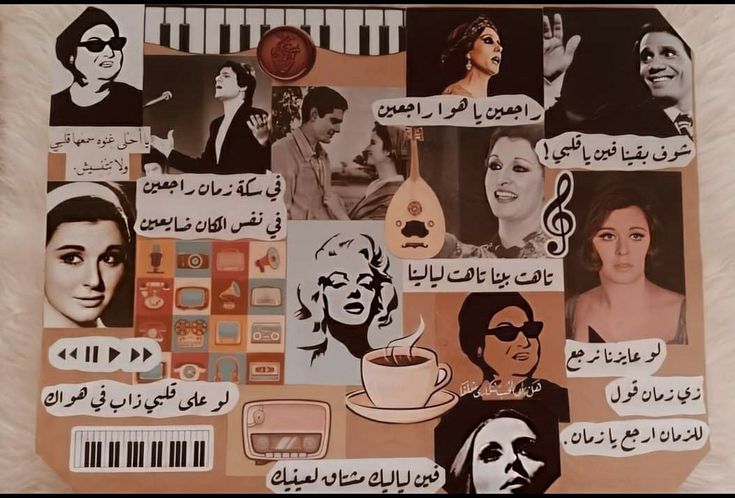 راجعين يا هوا راجعين
يا أحلى غنوه سمعها قلبي
ولا تتنسيش.
شوف بقينا فين يا قلبي !
في سكة زمان راجعين
في نفس المكان ضايعين
تاهت بينا تاهت ليالينا
لو عايزنا نرجع
زي زمان قول
للزمان ارجع يا زمان.
لو على قلبي ذاب في هواك
فين لياليك مشتاق لعينيك